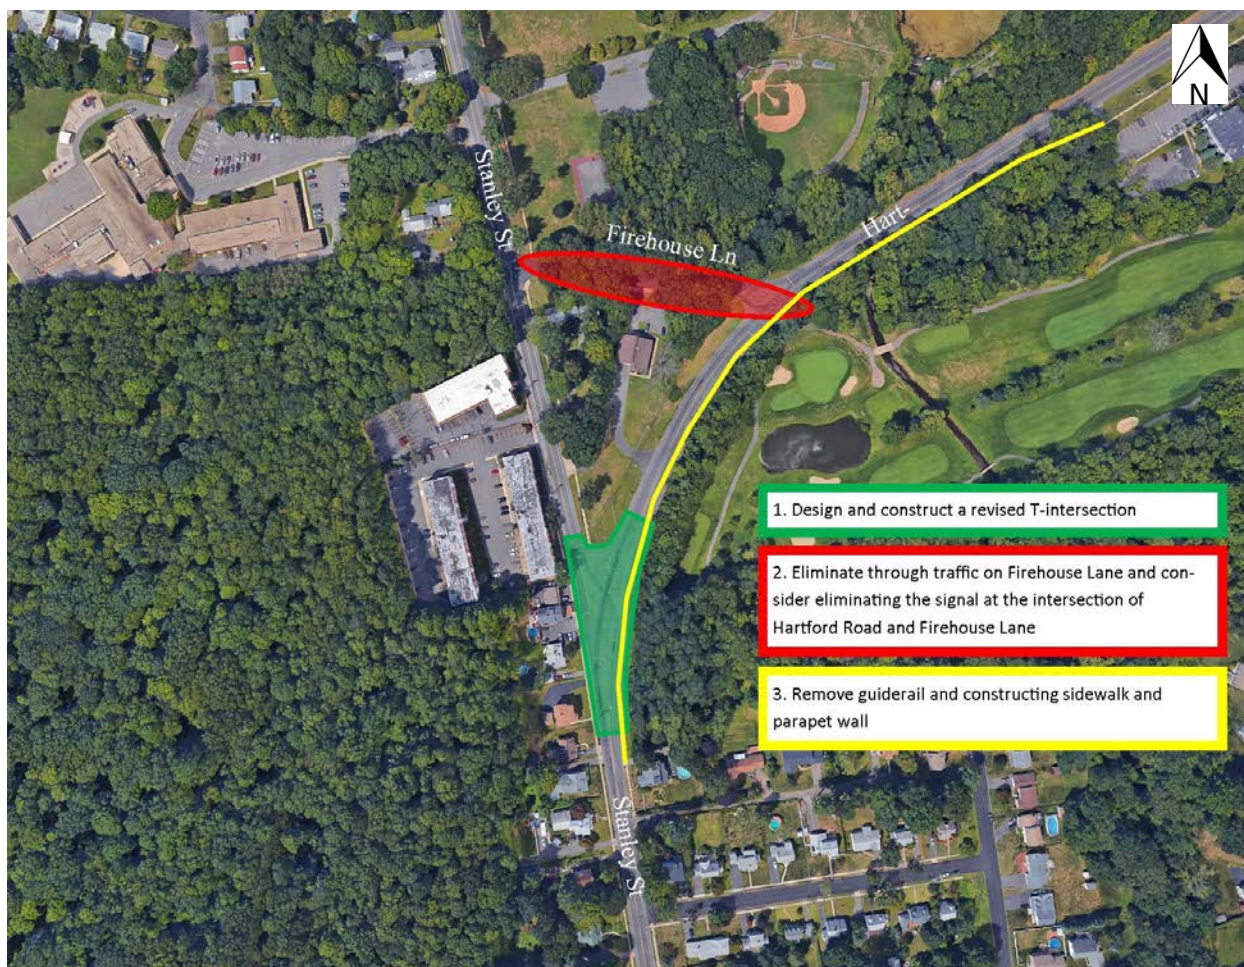 N
Stanley St
Firehouse Ln
Hart-
1. Design and construct a revised T-intersection
2. Eliminate through traffic on Firehouse Lane and con-
sider eliminating the signal at the intersection of
Hartford Road and Firehouse Lane
3. Remove guiderail and constructing sidewalk and
parapet wall
Stanley St